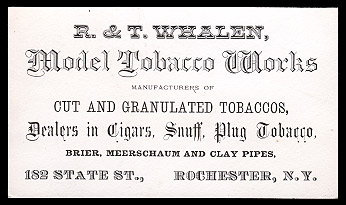 R. & T. WHALEN,
Model Tobacco Works
MANUFACTURERS OF
CUT AND GRANULATED TOBACCOS,
Dealers in Cigars, Snuff, Plug Tobacco,
BRIER, MEERSCHAUM AND CLAY PIPES,
182 STATE ST., ROCHESTER, N.Y.